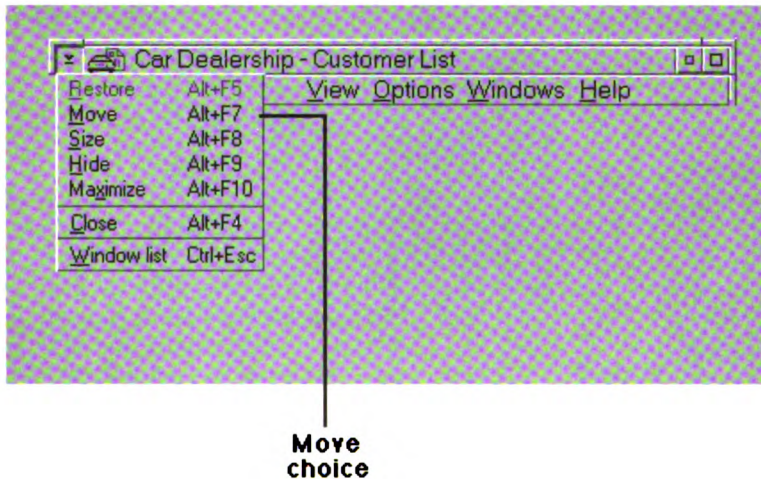 Car Dealership - Customer List
View Options Windows Help
Restore Alt+F5
Move Alt+F7
Size Alt+F8
Hide Alt+F9
Maximize Alt+F10
Close Alt+F4
Window list Ctrl+Esc
Move
choice